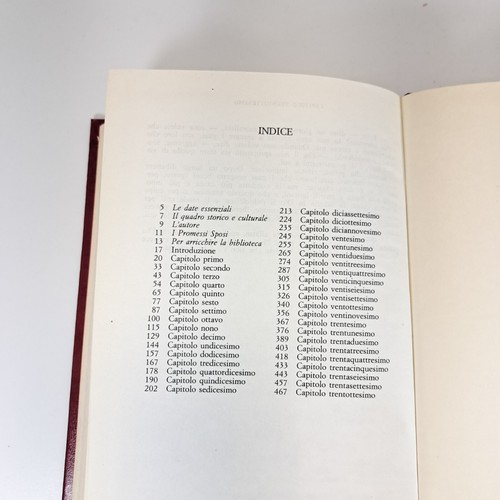 INDICE
5 Le date essenziali
7 Il quadro storico e culturale
9 L'autore
11 I Promessi Sposi
13 Per arricchire la biblioteca
17 Introduzione
20 Capitolo primo
33 Capitolo secondo
43 Capitolo terzo
54 Capitolo quarto
65 Capitolo quinto
77 Capitolo sesto
87 Capitolo settimo
100 Capitolo ottavo
115 Capitolo nono
129 Capitolo decimo
144 Capitolo undicesimo
157 Capitolo dodicesimo
167 Capitolo tredicesimo
178 Capitolo quattordicesimo
190 Capitolo quindicesimo
202 Capitolo sedicesimo
213 Capitolo diciassettesimo
224 Capitolo diciottesimo
235 Capitolo diciannovesimo
245 Capitolo ventesimo
255 Capitolo ventunesimo
265 Capitolo ventiduesimo
274 Capitolo ventitreesimo
287 Capitolo ventiquattresimo
305 Capitolo venticinquesimo
315 Capitolo ventiseiesimo
326 Capitolo ventisettesimo
340 Capitolo ventottesimo
356 Capitolo ventinovesimo
367 Capitolo trentesimo
376 Capitolo trentunesimo
389 Capitolo trentaduesimo
403 Capitolo trentatreesimo
418 Capitolo trentaquattresimo
433 Capitolo trentacinquesimo
443 Capitolo trentaseiesimo
457 Capitolo trentasettesimo
467 Capitolo trentottesimo